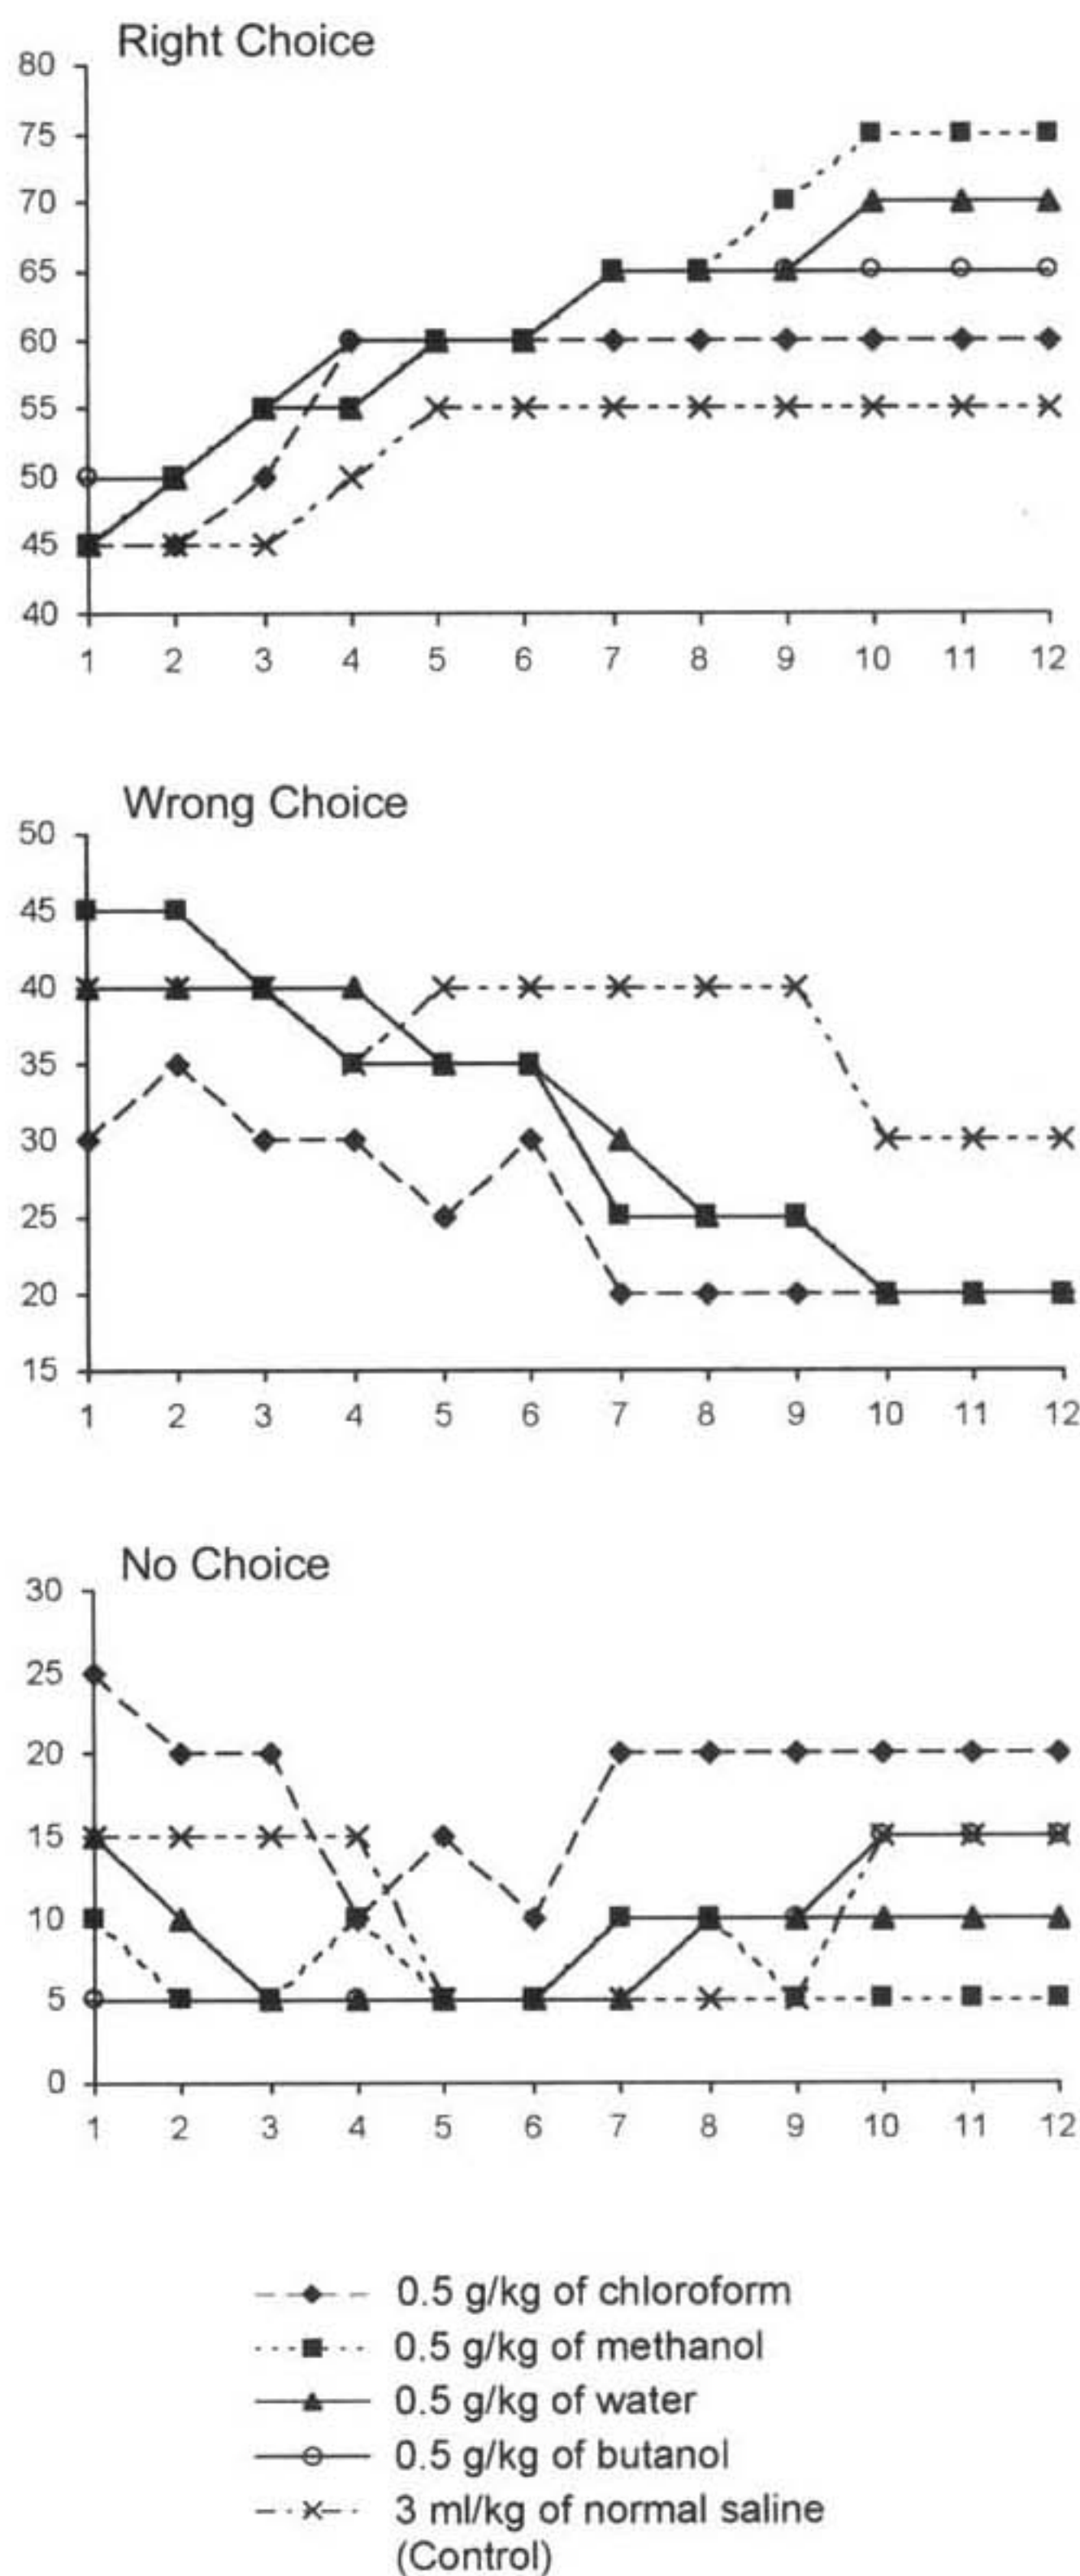 Right Choice
80
75
70
65
60
55
50
45
40
1 2 3 4 5 6 7 8 9 10 11 12
Wrong Choice
50
45
40
35
30
25
20
15
1 2 3 4 5 6 7 8 9 10 11 12
No Choice
30
25
20
15
10
5
0
1 2 3 4 5 6 7 8 9 10 11 12
0.5 g/kg of chloroform
0.5 g/kg of methanol
0.5 g/kg of water
0.5 g/kg of butanol
3 ml/kg of normal saline
(Control)